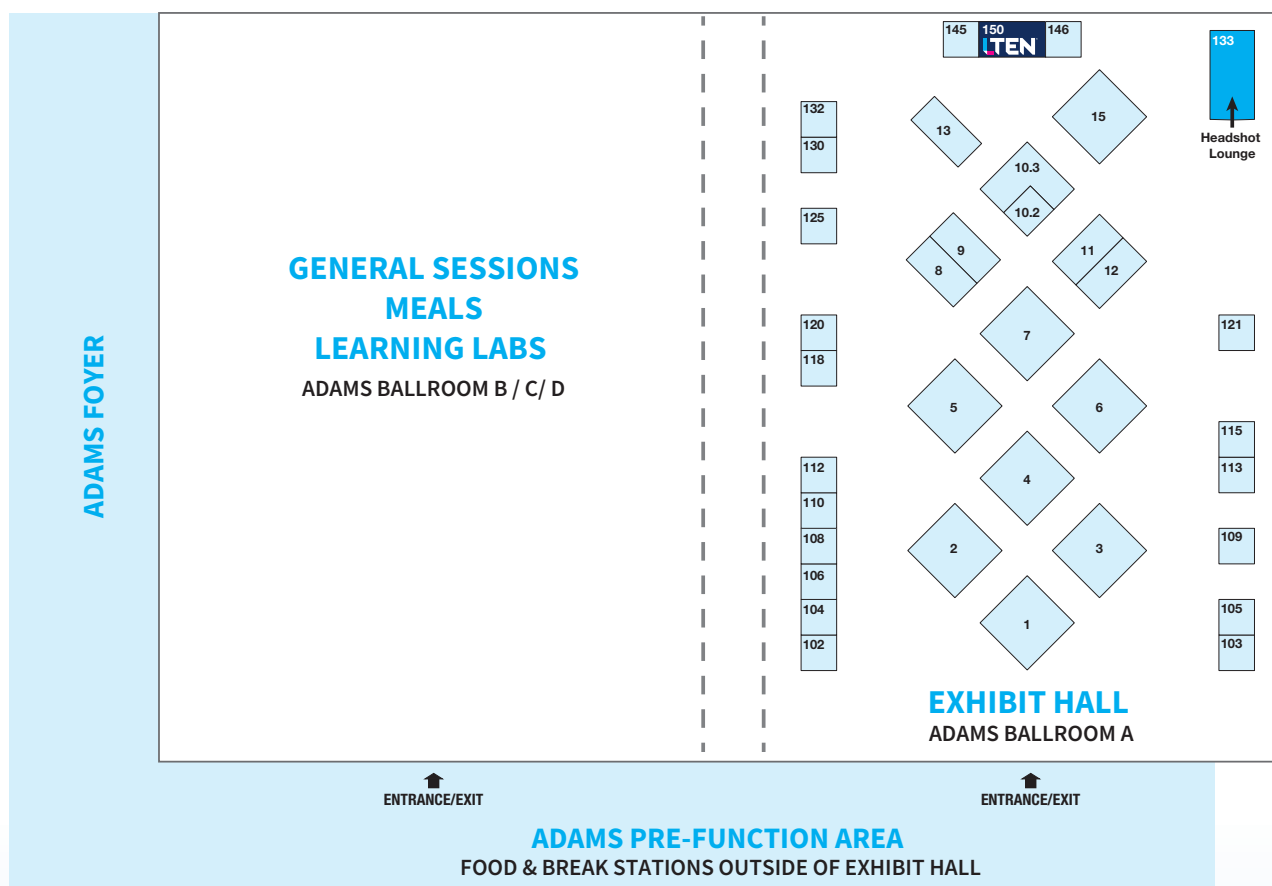 145
150
146
LTEN
133
Headshot
Lounge
132
130
125
120
118
112
110
108
106
104
102
13
15
10.3
10.2
9
8
11
12
7
5
6
4
2
3
1
121
115
113
109
105
103
GENERAL SESSIONS
MEALS
LEARNING LABS
ADAMS BALLROOM B / C/ D
ADAMS FOYER
EXHIBIT HALL
ADAMS BALLROOM A
ENTRANCE/EXIT
ENTRANCE/EXIT
ADAMS PRE-FUNCTION AREA
FOOD & BREAK STATIONS OUTSIDE OF EXHIBIT HALL